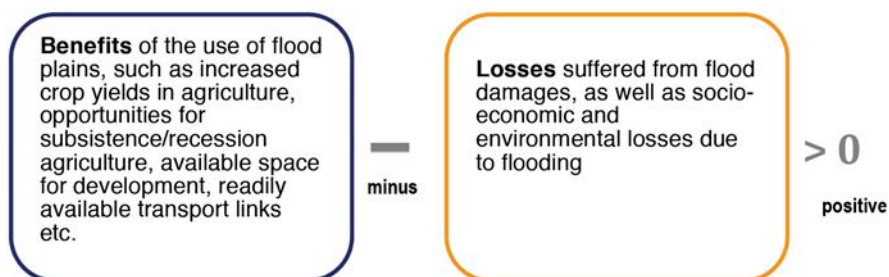 Benefits of the use of flood
plains, such as increased
crop yields in agriculture,
opportunities for
subsistence/recession
agriculture, available space
for development, readily
available transport links
etc.
minus
Losses suffered from flood
damages, as well as socio-
economic and
environmental losses due
to flooding
> 0
positive